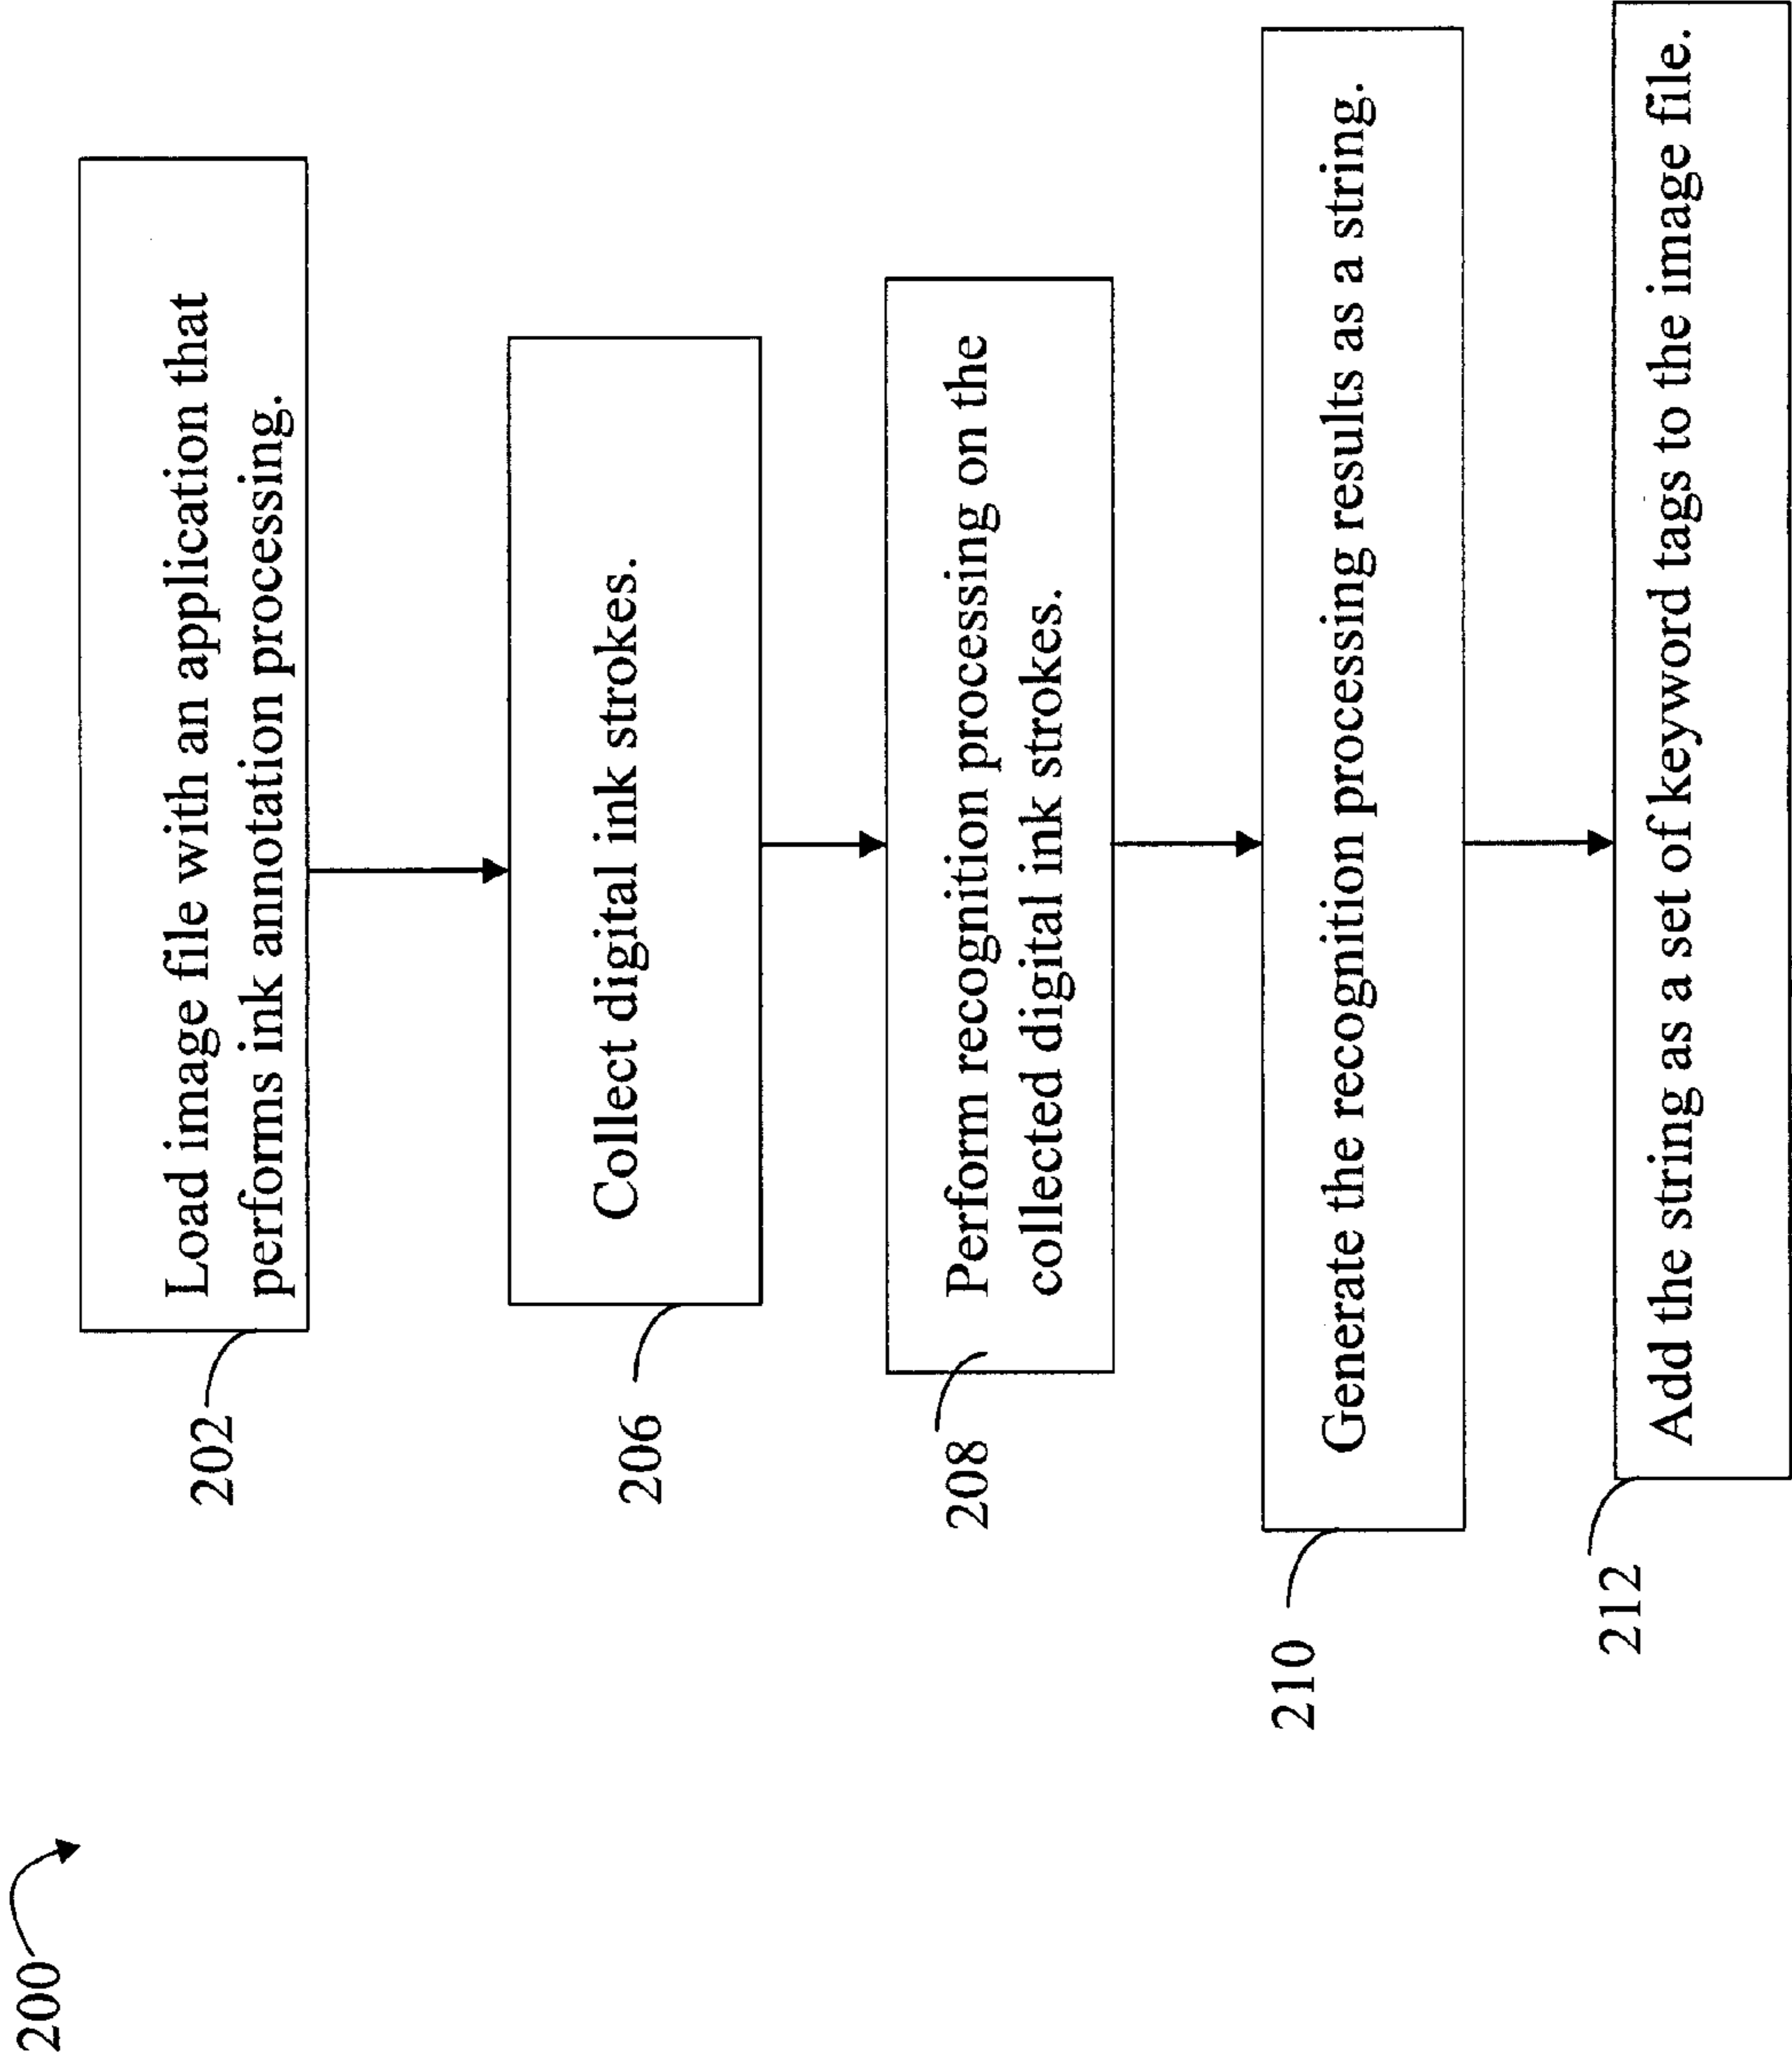 200
202
Load image file with an application that
performs ink annotation processing.
206
Collect digital ink strokes.
208
Perform recognition processing on the
collected digital ink strokes.
210
Generate the recognition processing results as a string.
212
Add the string as a set of keyword tags to the image file.